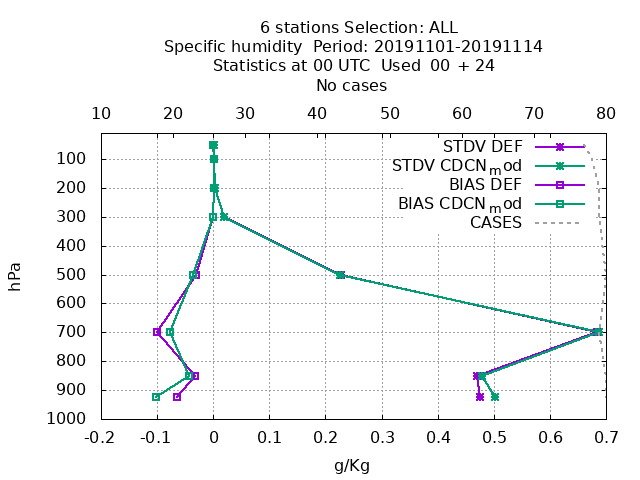 6 stations Selection: ALL
Specific humidity  Period: 20191101-20191114
Statistics at 00 UTC  Used  00 + 24
No cases
10 20 30 40 50 60 70 80
STDV DEF
STDV CDCNmod
BIAS DEF
BIAS CDCNmod
CASES
100
200
300
400
500
600
700
800
900
1000
hPa
-0.2 -0.1 0 0.1 0.2 0.3 0.4 0.5 0.6 0.7
g/Kg